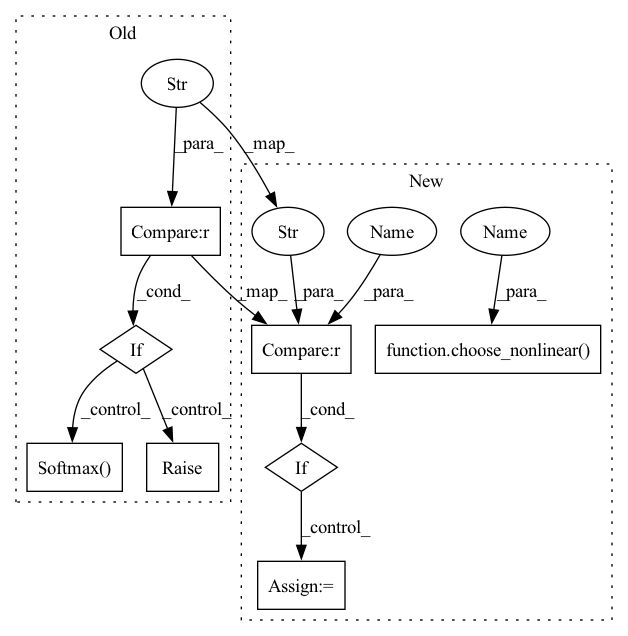 Old
Str
_para_
_map_
New
Compare:r
Str
Name
Name
_cond_
_map_
_para_
_para_
_para_
If
Compare:r
function.choose_nonlinear()
_control_
_control_
_cond_
Softmax()
Raise
If
_control_
Assign:=